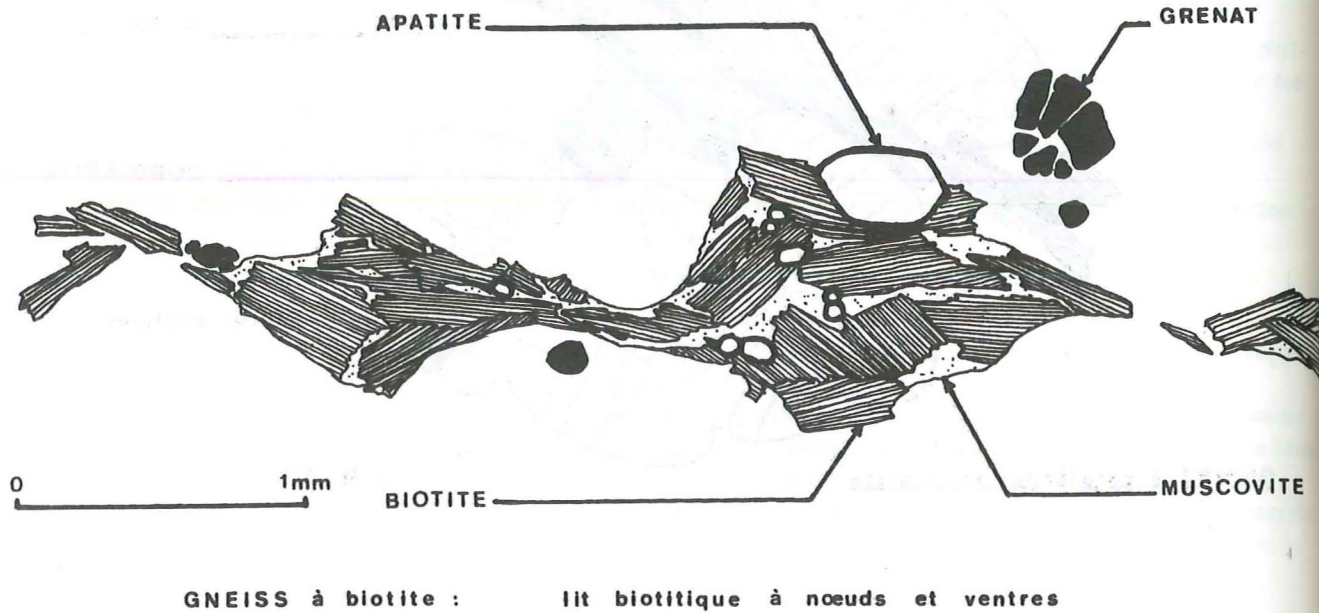 APATITE
GRENAT
0 1mm
BIOTITE
MUSCOVITE
GNEISS à biotite : lit biotitique à nœuds et ventres